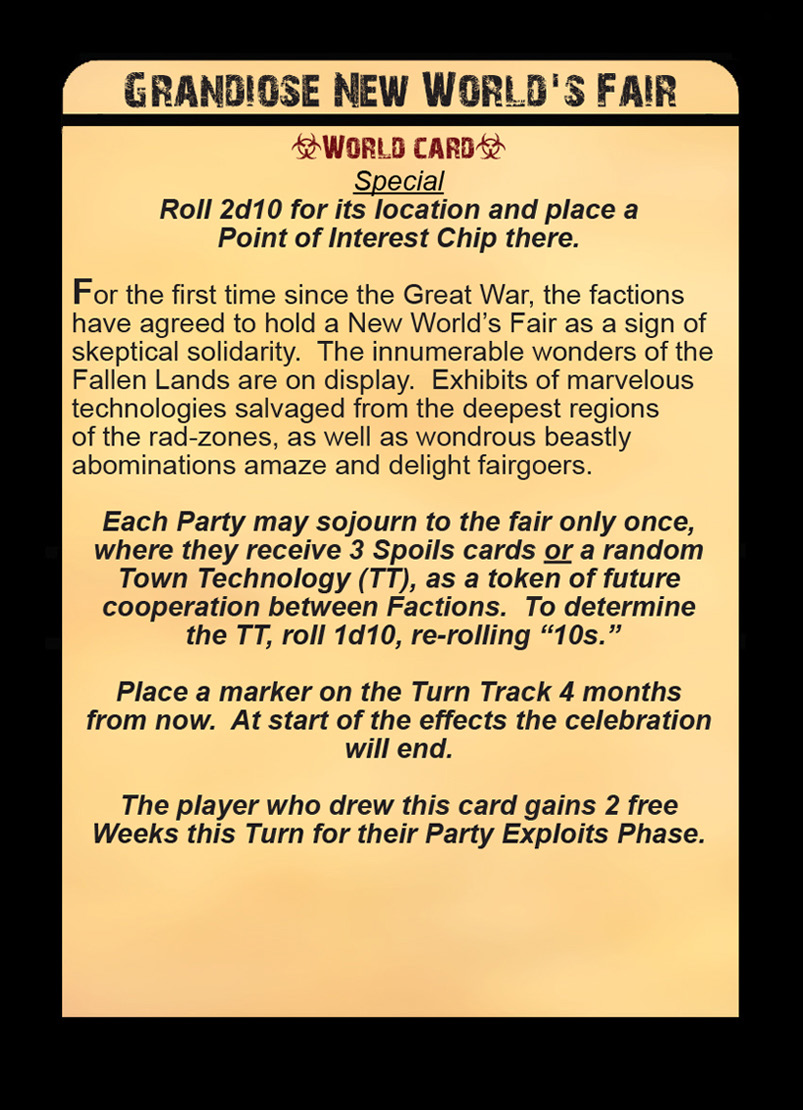 Grandiose New World's Fair
World card
Special
Roll 2d10 for its location and place a
Point of Interest Chip there.
For the first time since the Great War, the factions
have agreed to hold a New World’s Fair as a sign of
skeptical solidarity.  The innumerable wonders of the
Fallen Lands are on display.  Exhibits of marvelous
technologies salvaged from the deepest regions
of the rad-zones, as well as wondrous beastly
abominations amaze and delight fairgoers.
Each Party may sojourn to the fair only once,
where they receive 3 Spoils cards or a random
Town Technology (TT), as a token of future
cooperation between Factions.  To determine
the TT, roll 1d10, re-rolling “10s.”
Place a marker on the Turn Track 4 months
from now.  At start of the effects the celebration
will end.
The player who drew this card gains 2 free
Weeks this Turn for their Party Exploits Phase.